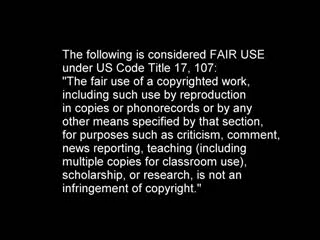 The following is considered FAIR USE
under US Code Title 17, 107:
"The fair use of a copyrighted work,
including such use by reproduction
in copies or phonorecords or by any
other means specified by that section,
for purposes such as criticism, comment,
news reporting, teaching (including
multiple copies for classroom use),
scholarship, or research, is not an
infringement of copyright."